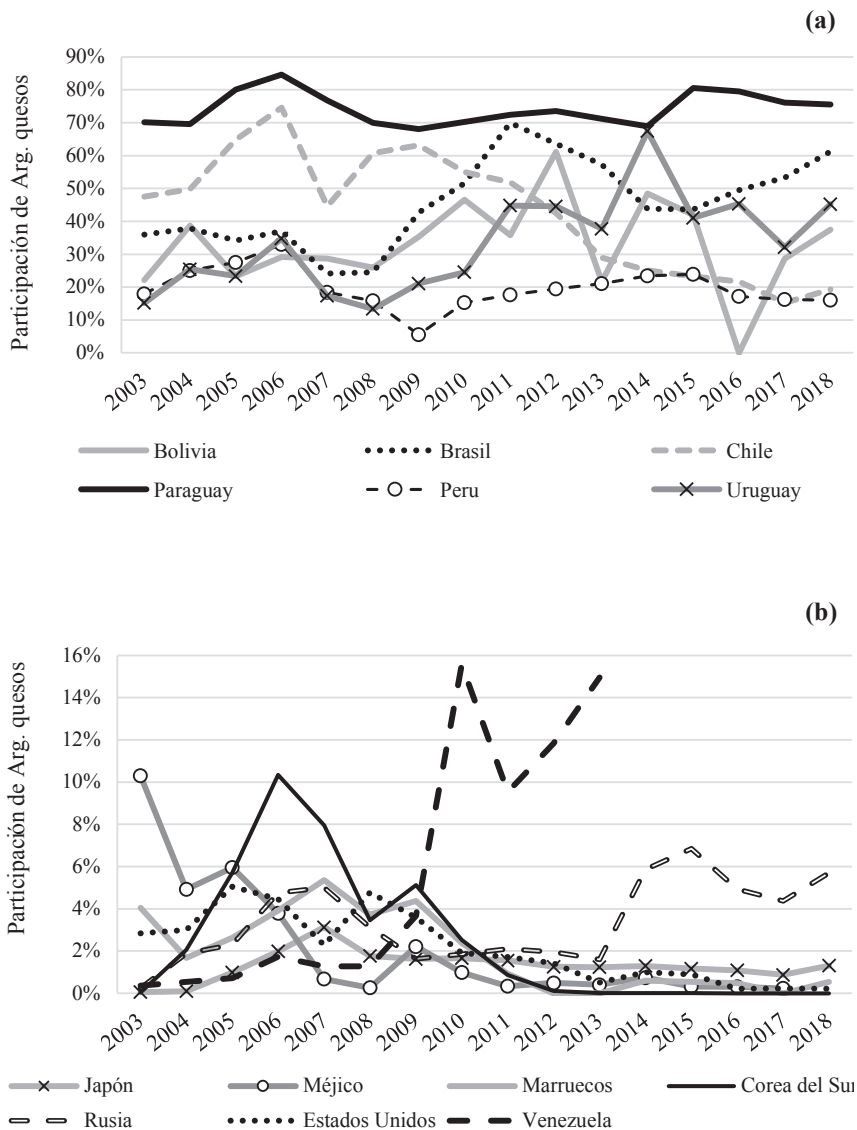 (a)
Participación de Arg. quesos
90%
80%
70%
60%
50%
40%
30%
20%
10%
0%
2003 2004 2005 2006 2007 2008 2009 2010 2011 2012 2013 2014 2015 2016 2017 2018
Bolivia Brasil Chile
Paraguay Peru Uruguay
(b)
Participación de Arg. quesos
16%
14%
12%
10%
8%
6%
4%
2%
0%
2003 2004 2005 2006 2007 2008 2009 2010 2011 2012 2013 2014 2015 2016 2017 2018
Japón Méjico Marruecos Corea del Sur
Rusia Estados Unidos Venezuela